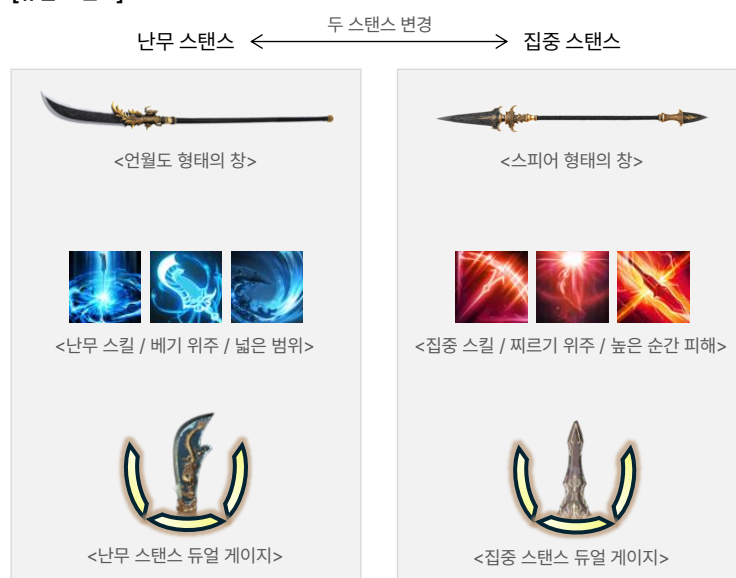 두 스탠스 변경
난무 스탠스
집중 스탠스
<언월도 형태의 창>
<스피어 형태의 창>
<난무 스킬 / 베기 위주 / 넓은 범위>
<집중 스킬 / 찌르기 위주 / 높은 순간 피해>
<난무 스탠스 듀얼 게이지>
<집중 스탠스 듀얼 게이지>